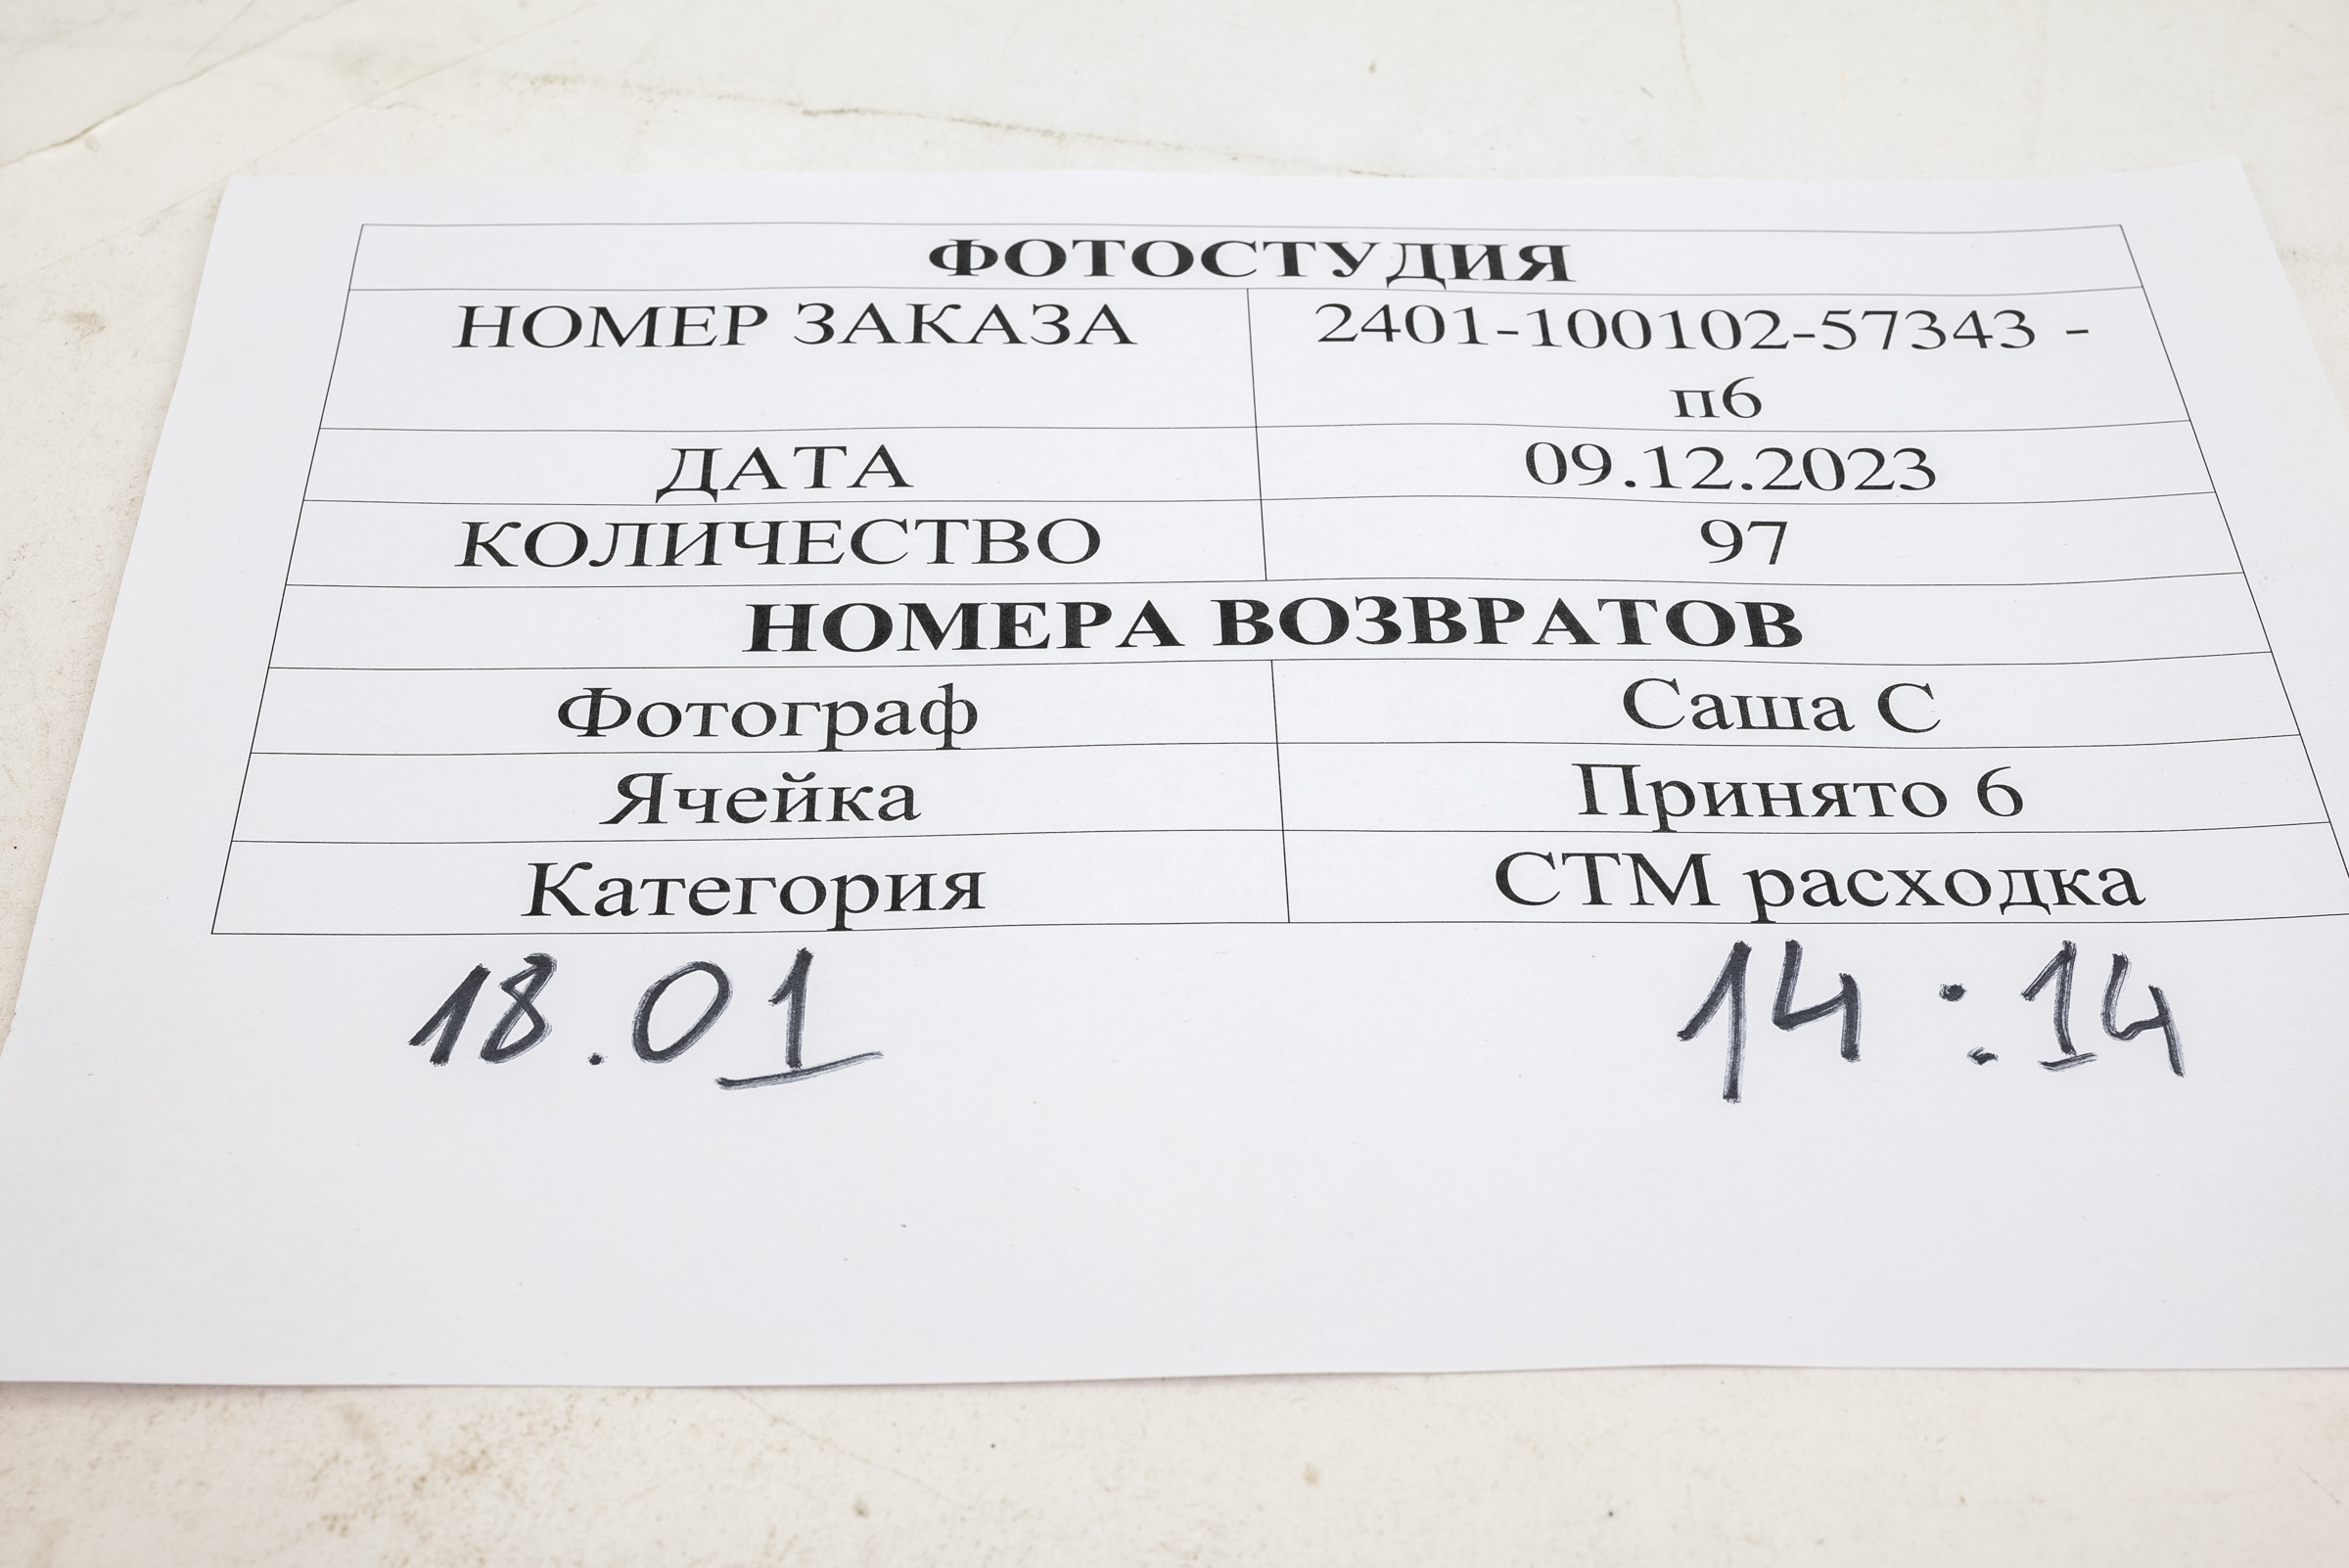 ФОТОСТУДИЯ
НОМЕР ЗАКАЗА 2401-100102-57343 -
п6
ДАТА 09.12.2023
КОЛИЧЕСТВО 97
НОМЕРА ВОЗВРАТОВ
Фотограф Саша С
Ячейка Принято 6
Категория СТМ расходка
18.01 14:14